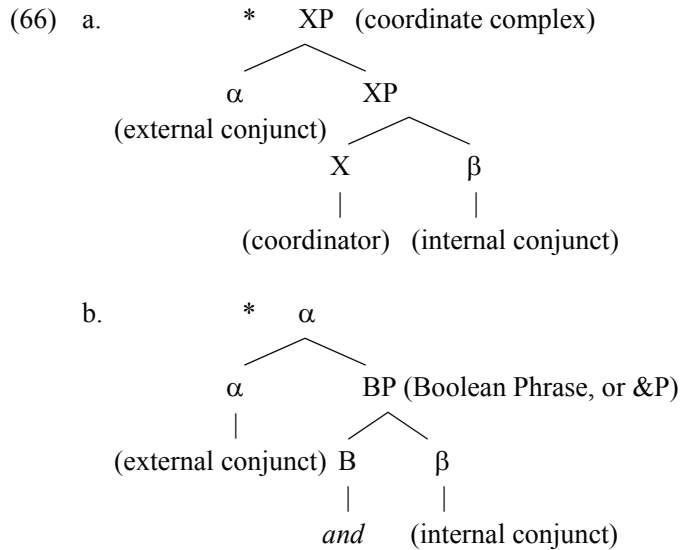 (66) a. * XP (coordinate complex)
α XP
(external conjunct)
X β
| |
(coordinator) (internal conjunct)
b. * α
α BP (Boolean Phrase, or &P)
|
(external conjunct) B β
| |
and (internal conjunct)